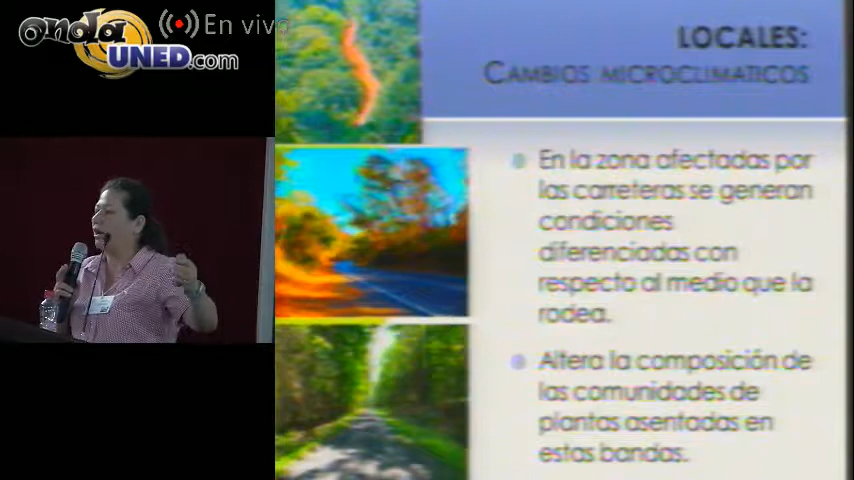 onda
UNED.com
En vivo
LOCALES:
CAMBIOS MICROCLIMATICOS
En la zona afectadas por
las carreteras se generan
condiciones
diferenciadas con
respecto al medio que la
rodea.
Altera la composición de
las comunidades de
plantas asentadas en
estas bandas.